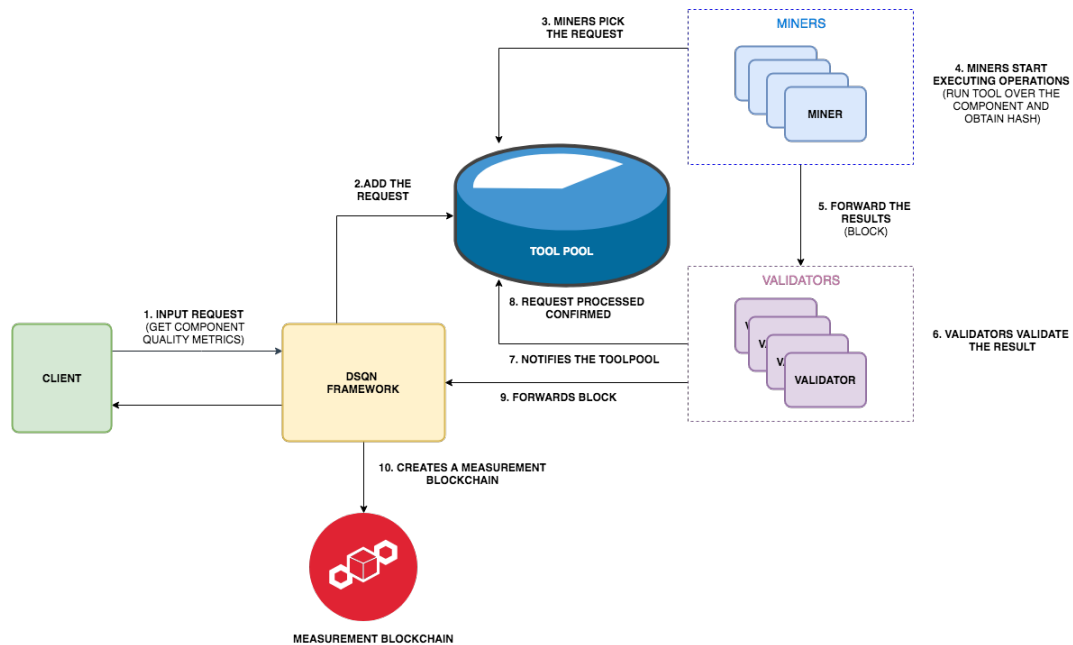 3. MINERS PICK
THE REQUEST
MINERS
MINER
4. MINERS START
EXECUTING OPERATIONS
(RUN TOOL OVER THE
COMPONENT AND
OBTAIN HASH)
2.ADD THE
REQUEST
TOOL POOL
5. FORWARD THE
RESULTS
(BLOCK)
1. INPUT REQUEST
(GET COMPONENT
QUALITY METRICS)
CLIENT
DSQN
FRAMEWORK
8. REQUEST PROCESSED
CONFIRMED
7. NOTIFIES THE TOOLPOOL
9. FORWARDS BLOCK
VALIDATORS
V
VA
VA
VALIDATOR
6. VALIDATORS VALIDATE
THE RESULT
10. CREATES A MEASUREMENT
BLOCKCHAIN
MEASUREMENT BLOCKCHAIN